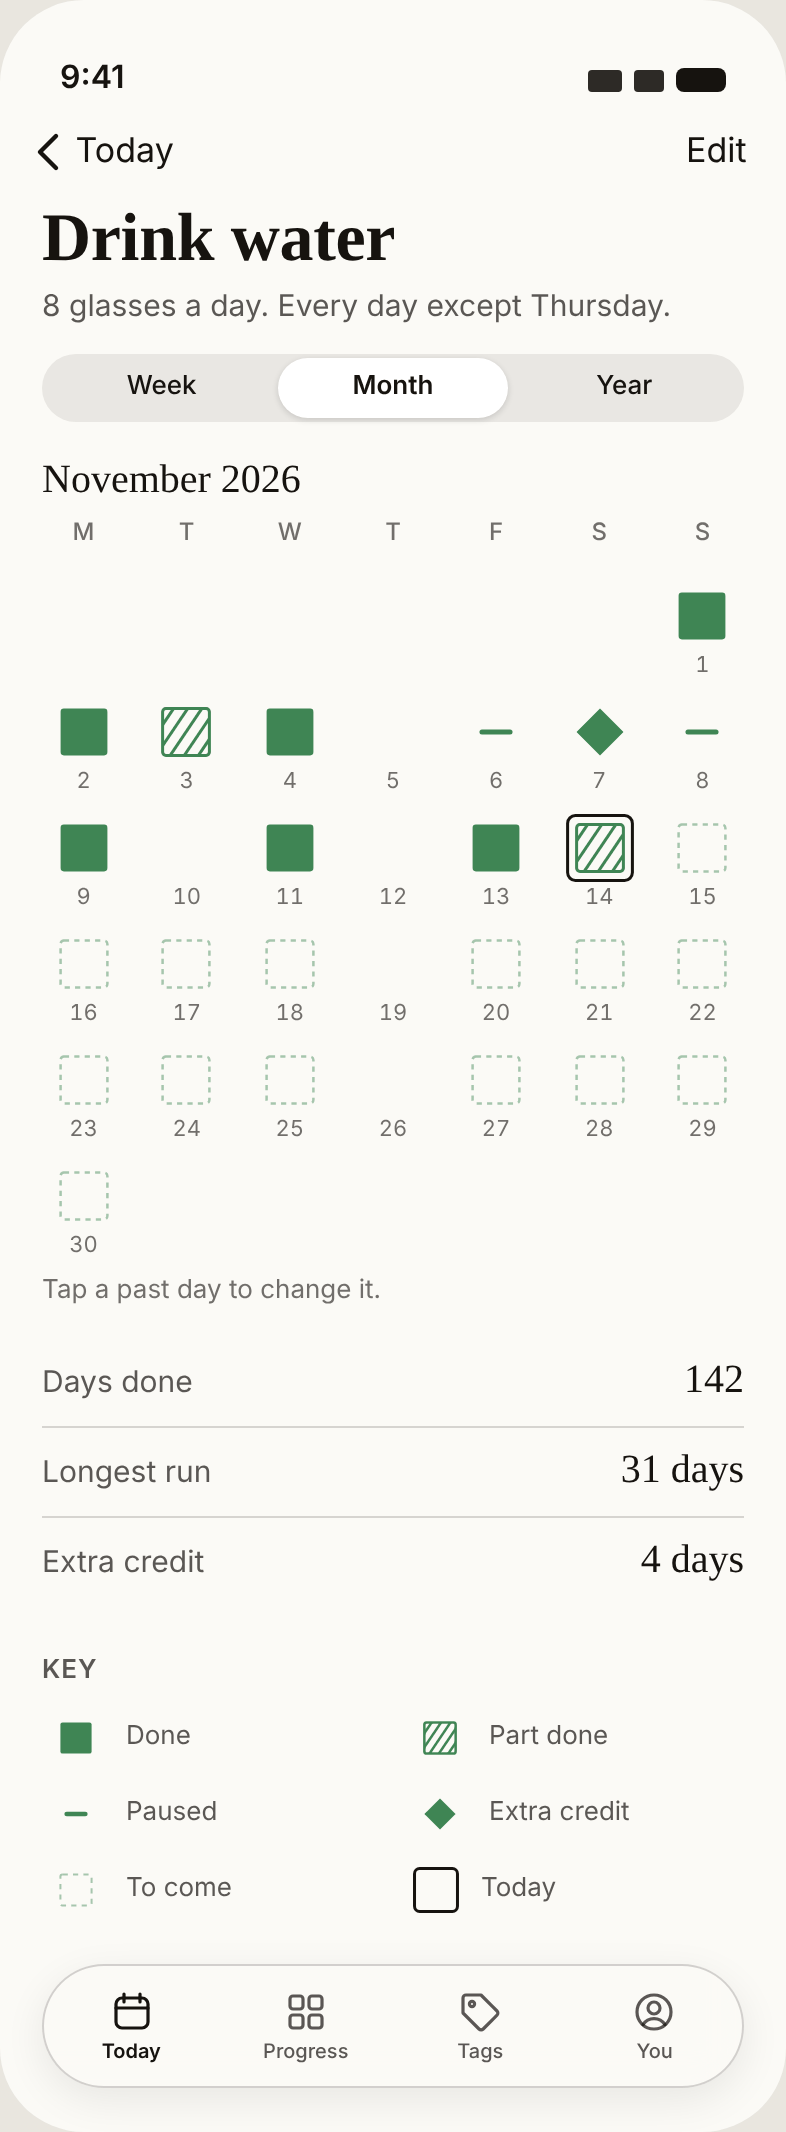 9:41
Today Edit
Drink water
8 glasses a day. Every day except Thursday.
Week Month Year
November 2026
M T W T F S S
1
2 3 4 5 6 7 8
9 10 11 12 13 14 15
16 17 18 19 20 21 22
23 24 25 26 27 28 29
30
Tap a past day to change it.
Days done 142
Longest run 31 days
Extra credit 4 days
KEY
Done Part done
Paused Extra credit
To come Today
Today Progress Tags You